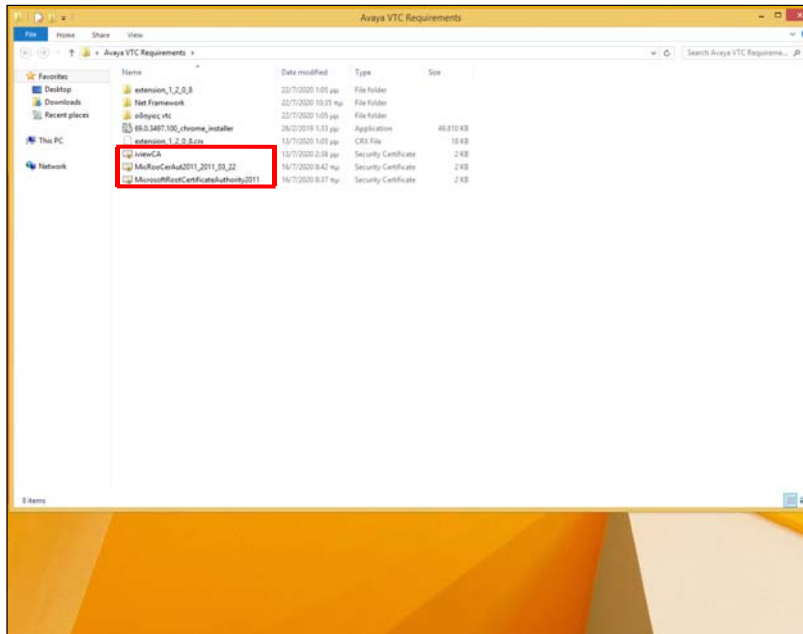 Avaya VTC Requirements
File Home Share View
Avaya VTC Requirements
Search Avaya VTC Requireme...
Favorites
Desktop
Downloads
Recent places
This PC
Network
Name Date modified Type Size
extension_1_2_0_8 22/7/2020 1:05 μμ File folder
Net Framework 22/7/2020 10:35 πμ File folder
οδηγιες vtc 22/7/2020 1:05 μμ File folder
69.0.3497.100_chrome_installer 26/2/2019 1:33 μμ Application 49.810 KB
extension_1_2_0_8.crx 13/7/2020 1:05 μμ CRX File 18 KB
iviewCA 13/7/2020 2:38 μμ Security Certificate 2 KB
MicRooCerAut2011_2011_03_22 16/7/2020 8:42 πμ Security Certificate 2 KB
MicrosoftRootCertificateAuthority2011 16/7/2020 8:37 πμ Security Certificate 2 KB
8 items